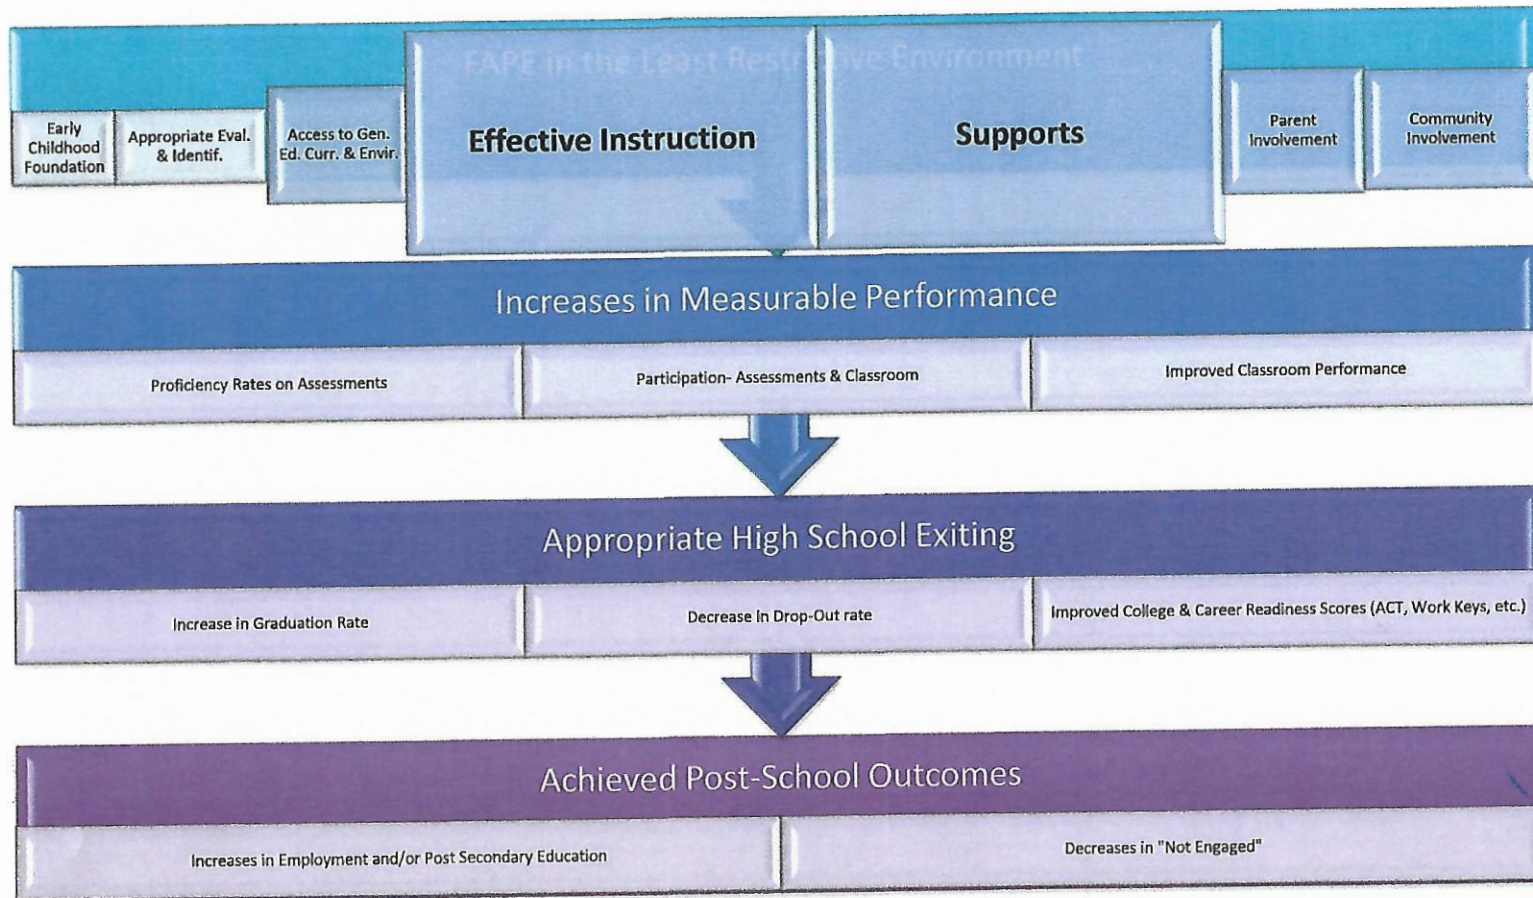 FAPE in the Least Restrictive Environment
Early
Childhood
Foundation
Appropriate Eval.
& Identif.
Access to Gen.
Ed. Curr. & Envir.
Effective Instruction
Supports
Parent
Involvement
Community
Involvement
Increases in Measurable Performance
Proficiency Rates on Assessments
Participation- Assessments & Classroom
Improved Classroom Performance
Appropriate High School Exiting
Increase in Graduation Rate
Decrease in Drop-Out rate
Improved College & Career Readiness Scores (ACT, Work Keys, etc.)
Achieved Post-School Outcomes
Increases in Employment and/or Post Secondary Education
Decreases in "Not Engaged"